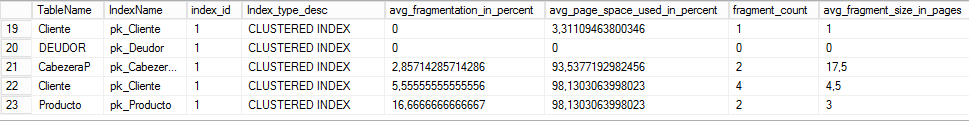 TableName IndexName index_id Index_type_desc avg_fragmentation_in_percent avg_page_space_used_in_percent fragment_count avg_fragment_size_in_pages
19 Cliente pk_Cliente 1 CLUSTERED INDEX 0 3,31109463800346 1 1
20 DEUDOR pk_Deudor 1 CLUSTERED INDEX 0 0 0 0
21 CabezeraP pk_Cabezer... 1 CLUSTERED INDEX 2,85714285714286 93,5377192982456 2 17,5
22 Cliente pk_Cliente 1 CLUSTERED INDEX 5,55555555555556 98,1303063998023 4 4,5
23 Producto pk_Producto 1 CLUSTERED INDEX 16,6666666666667 98,1303063998023 2 3